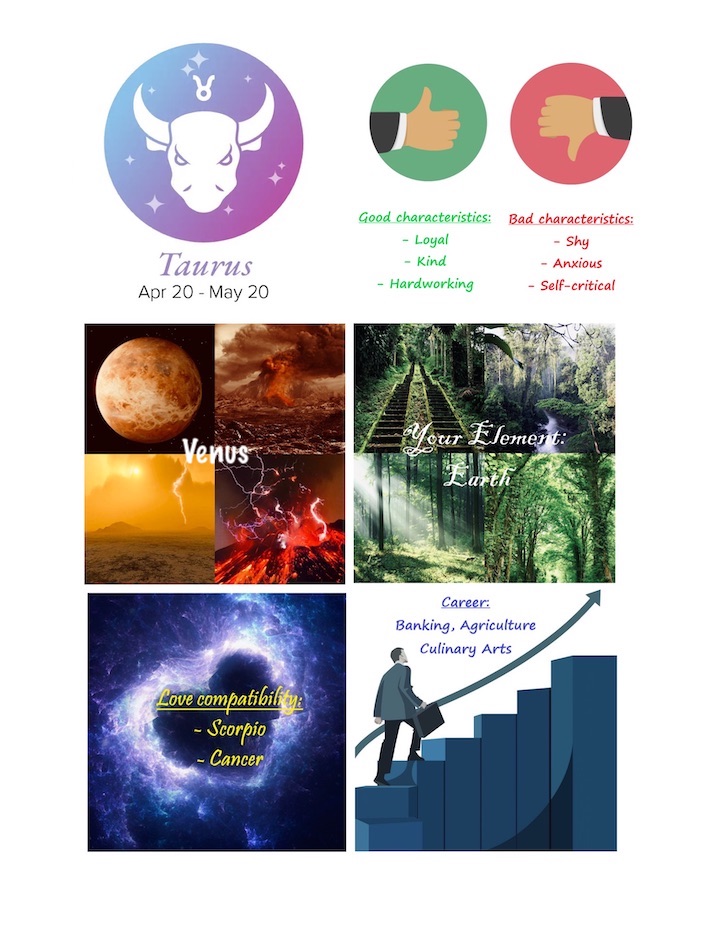 Taurus
Apr 20 - May 20
Good characteristics:
- Loyal
- Kind
- Hardworking
Bad characteristics:
- Shy
- Anxious
- Self-critical
Venus
Your Element:
Earth
Love compatibility:
- Scorpio
- Cancer
Career:
Banking, Agriculture
Culinary Arts